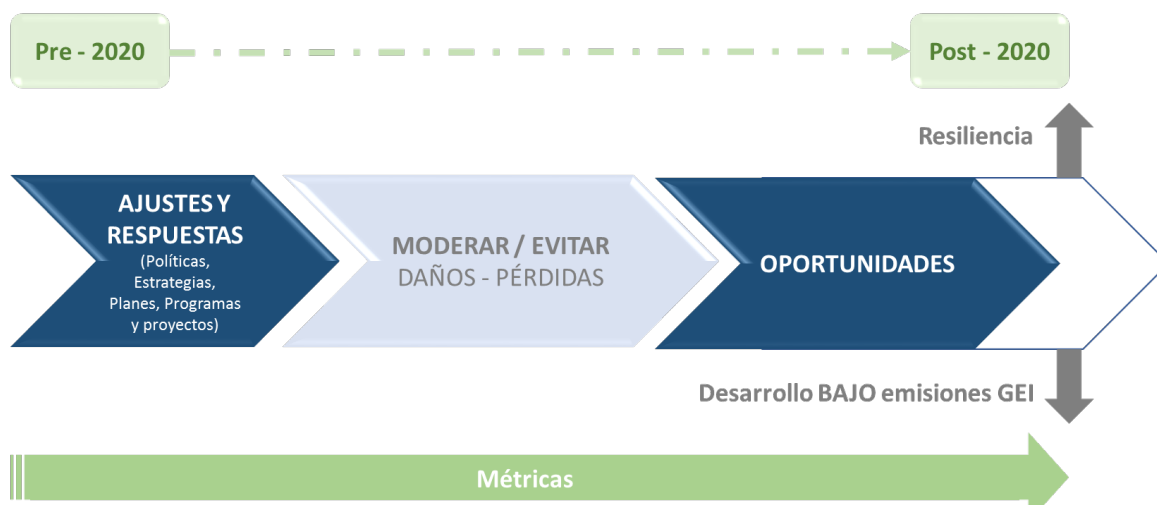 Pre - 2020
Post - 2020
Resiliencia
AJUSTES Y
RESPUESTAS
(Políticas,
Estrategias,
Planes, Programas
y proyectos)
MODERAR / EVITAR
DAÑOS - PÉRDIDAS
OPORTUNIDADES
Desarrollo BAJO emisiones GEI
Métricas